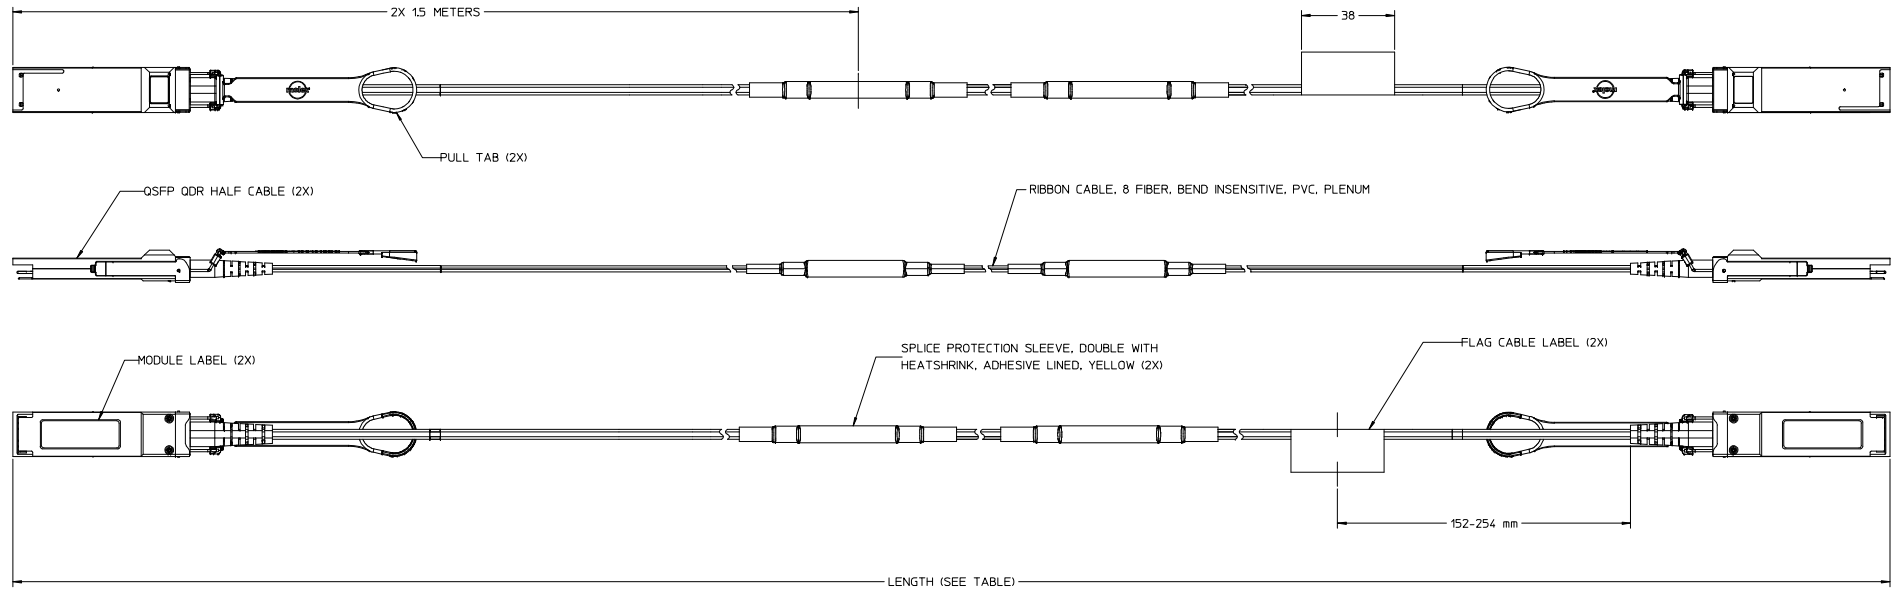 2X 1.5 METERS
38
molex
molex
PULL TAB (2X)
QSFP QDR HALF CABLE (2X)
RIBBON CABLE, 8 FIBER, BEND INSENSITIVE, PVC, PLENUM
MODULE LABEL (2X)
SPLICE PROTECTION SLEEVE, DOUBLE WITH
HEATSHRINK, ADHESIVE LINED, YELLOW (2X)
FLAG CABLE LABEL (2X)
152-254 mm
LENGTH (SEE TABLE)